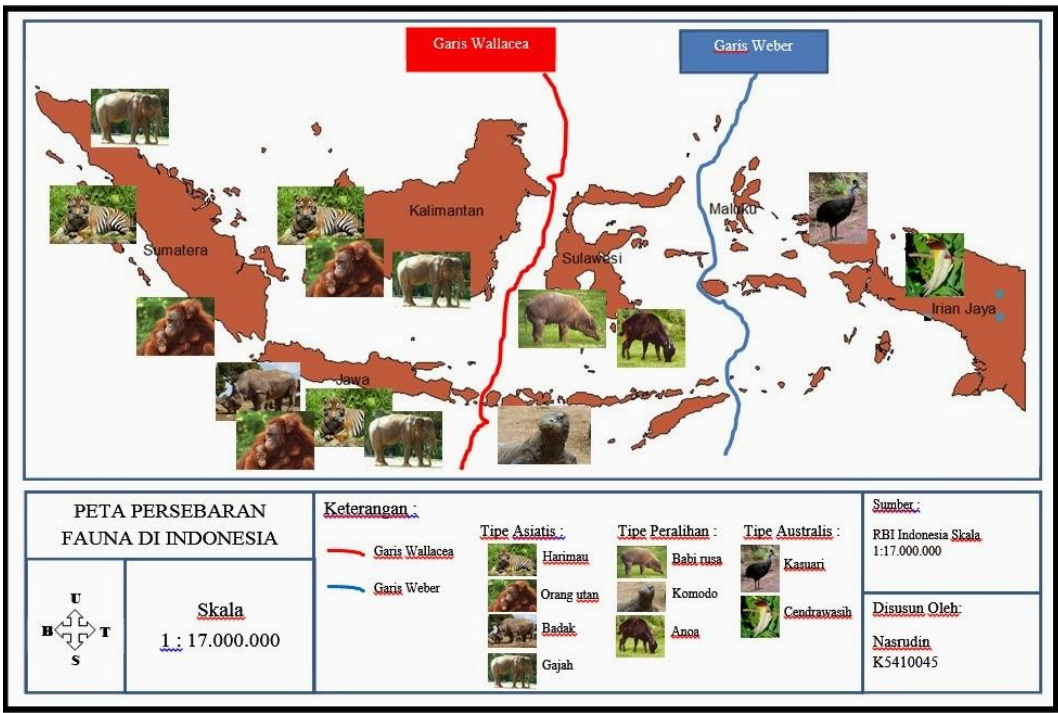 Garis Wallacea
Garis Weber
Kalimantan
Maluku
Sumatera
Sulawesi
Irian Jaya
Jawa
PETA PERSEBARAN
FAUNA DI INDONESIA
U
B T
S
Skala
1 : 17.000.000
Keterangan :
Garis Wallacea
Garis Weber
Tipe Asiatis :
Harimau
Orang utan
Badak
Gajah
Tipe Peralihan :
Babi rusa
Komodo
Anoa
Tipe Australis :
Kasuari
Cendrawasih
Sumber :
RBI Indonesia Skala
1:17.000.000
Disusun Oleh:
Nasrudin
K5410045